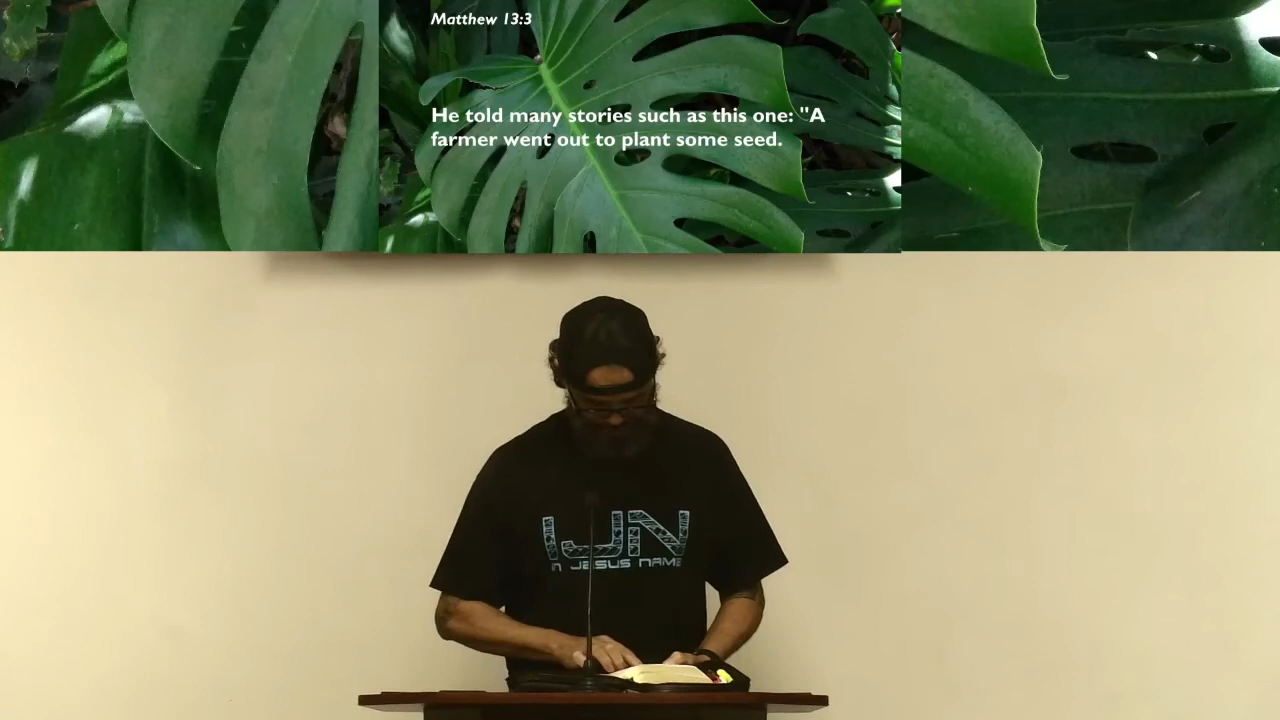 Matthew 13:3
He told many stories such as this one: "A
farmer went out to plant some seed.
IJN
IN JESUS NAME